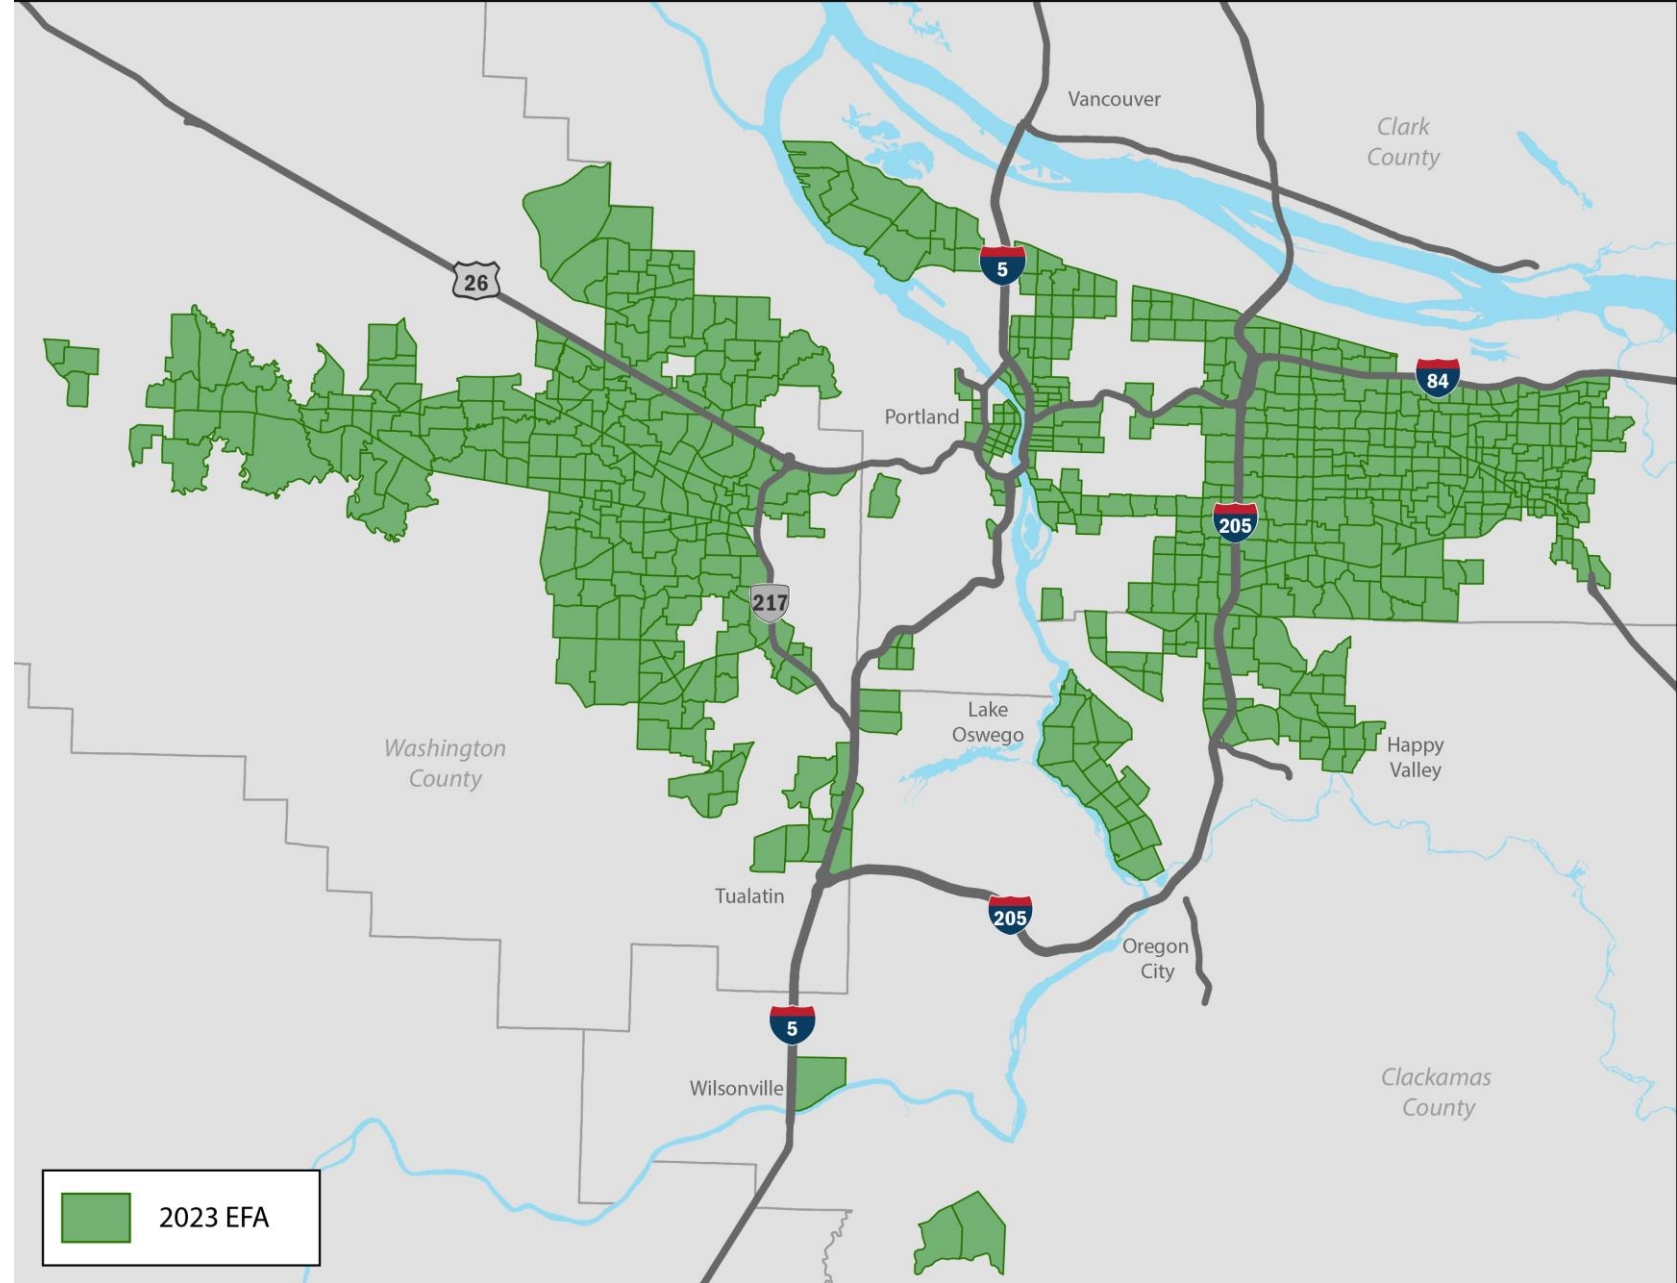 Vancouver
Clark
County
26
5
84
Portland
205
217
Lake
Oswego
Washington
County
Happy
Valley
Tualatin
205
Oregon
City
5
Wilsonville
Clackamas
County
2023 EFA